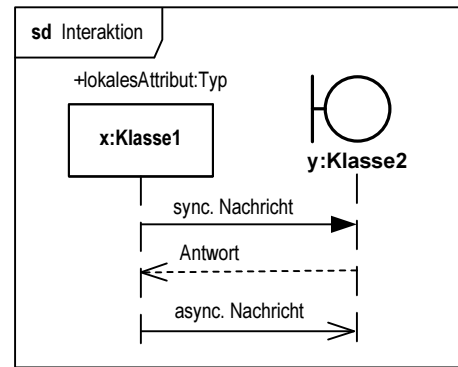 sd Interaktion
+lokalesAttribut:Typ
x:Klasse1
y:Klasse2
sync. Nachricht
Antwort
async. Nachricht